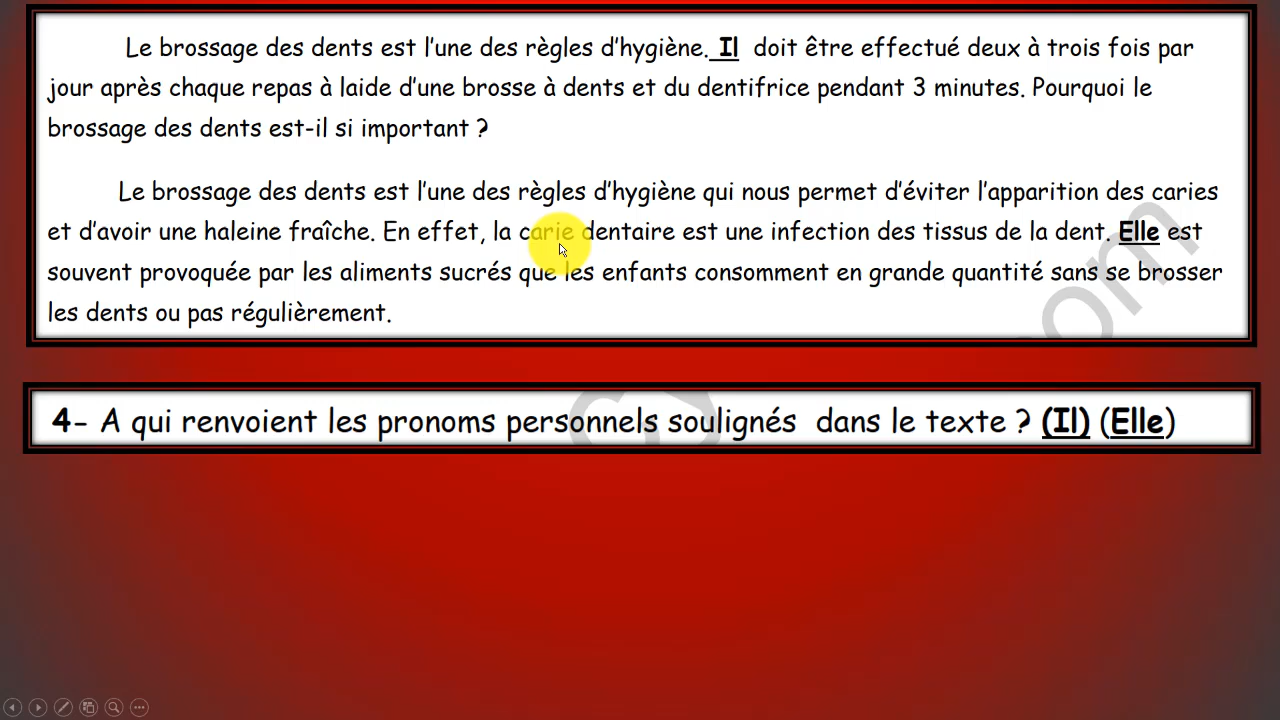 Le brossage des dents est l'une des règles d'hygiène. Il doit être effectué deux à trois fois par
jour après chaque repas à laide d'une brosse à dents et du dentifrice pendant 3 minutes. Pourquoi le
brossage des dents est-il si important ?
Le brossage des dents est l'une des règles d'hygiène qui nous permet d'éviter l'apparition des caries
et d'avoir une haleine fraîche. En effet, la carie dentaire est une infection des tissus de la dent. Elle est
souvent provoquée par les aliments sucrés que les enfants consomment en grande quantité sans se brosser
les dents ou pas régulièrement.
4- A qui renvoient les pronoms personnels soulignés dans le texte ? (Il) (Elle)